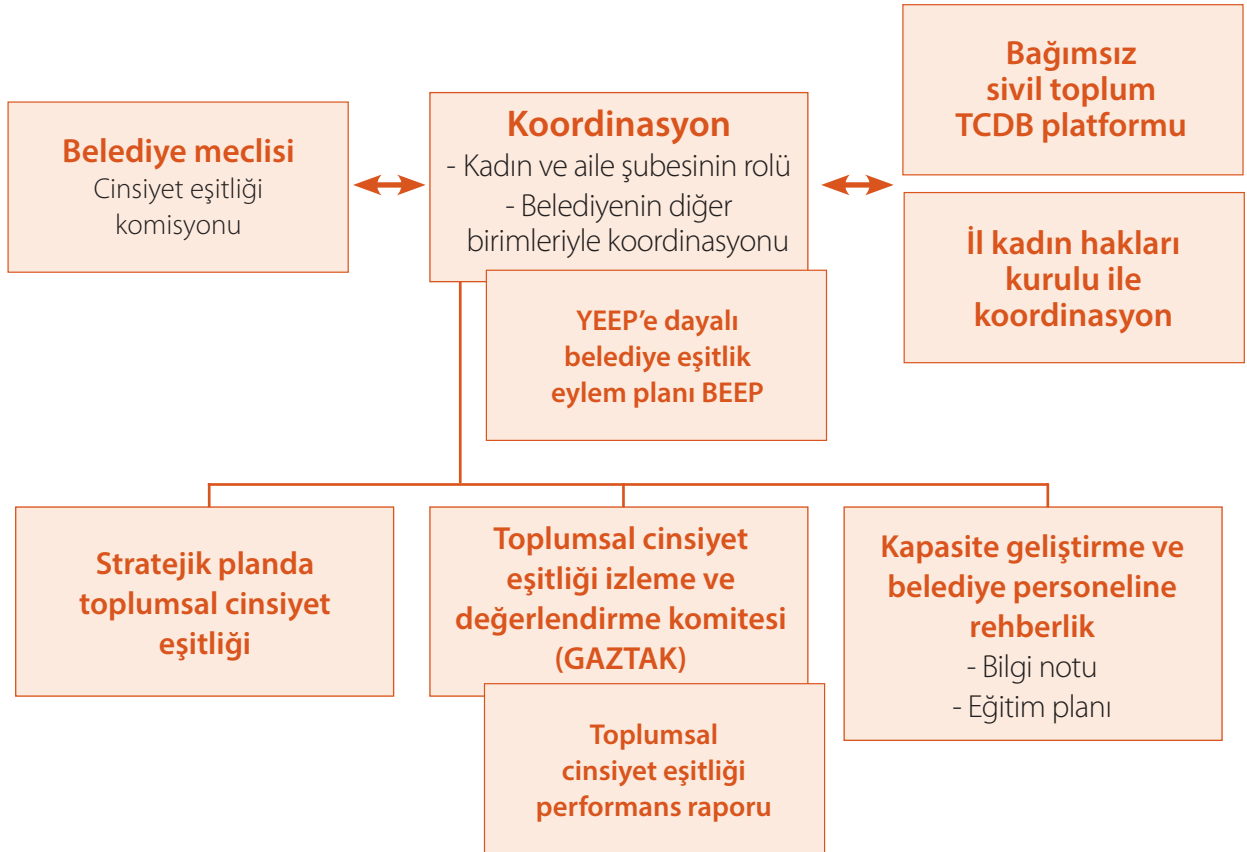 Belediye meclisi
Cinsiyet eşitliği
komisyonu
Koordinasyon
- Kadın ve aile şubesinin rolü
- Belediyenin diğer
birimleriyle koordinasyonu
YEEP’e dayalı
belediye eşitlik
eylem planı BEEP
Bağımsız
sivil toplum
TCDB platformu
İl kadın hakları
kurulu ile
koordinasyon
Stratejik planda
toplumsal cinsiyet
eşitliği
Toplumsal cinsiyet
eşitliği izleme ve
değerlendirme komitesi
(GAZTAK)
Toplumsal
cinsiyet eşitliği
performans raporu
Kapasite geliştirme ve
belediye personeline
rehberlik
- Bilgi notu
- Eğitim planı